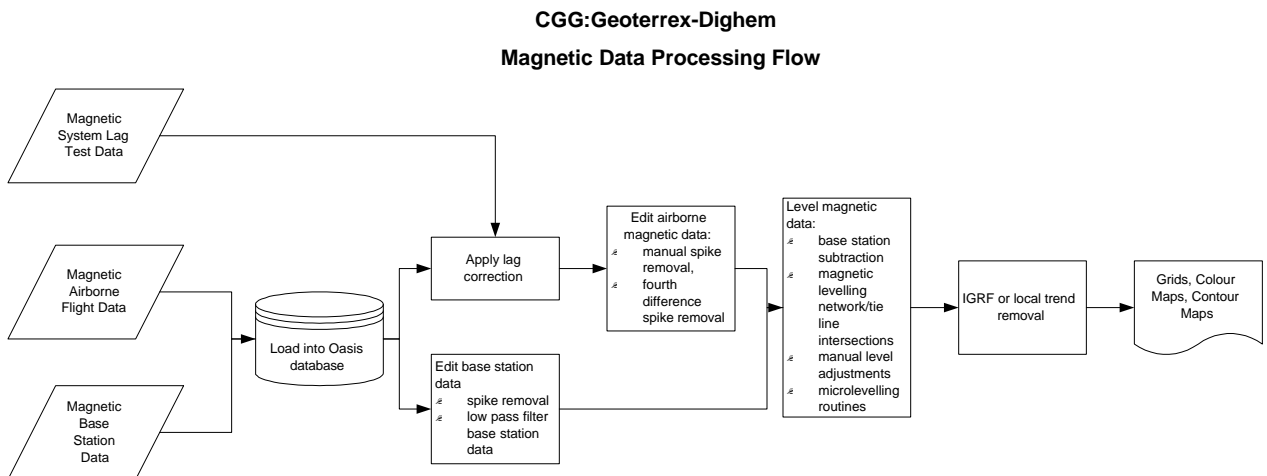 CGG:Geoterrex-Dighem
Magnetic Data Processing Flow
Magnetic
System Lag
Test Data
Magnetic
Airborne
Flight Data
Magnetic
Base
Station
Data
Load into Oasis
database
Apply lag
correction
Edit base station
data
spike removal
low pass filter
base station
data
Edit airborne
magnetic data:
manual spike
removal,
fourth
difference
spike removal
Level magnetic
data:
base station
subtraction
magnetic
levelling
network/tie
line
intersections
manual level
adjustments
microlevelling
routines
IGRF or local trend
removal
Grids, Colour
Maps, Contour
Maps